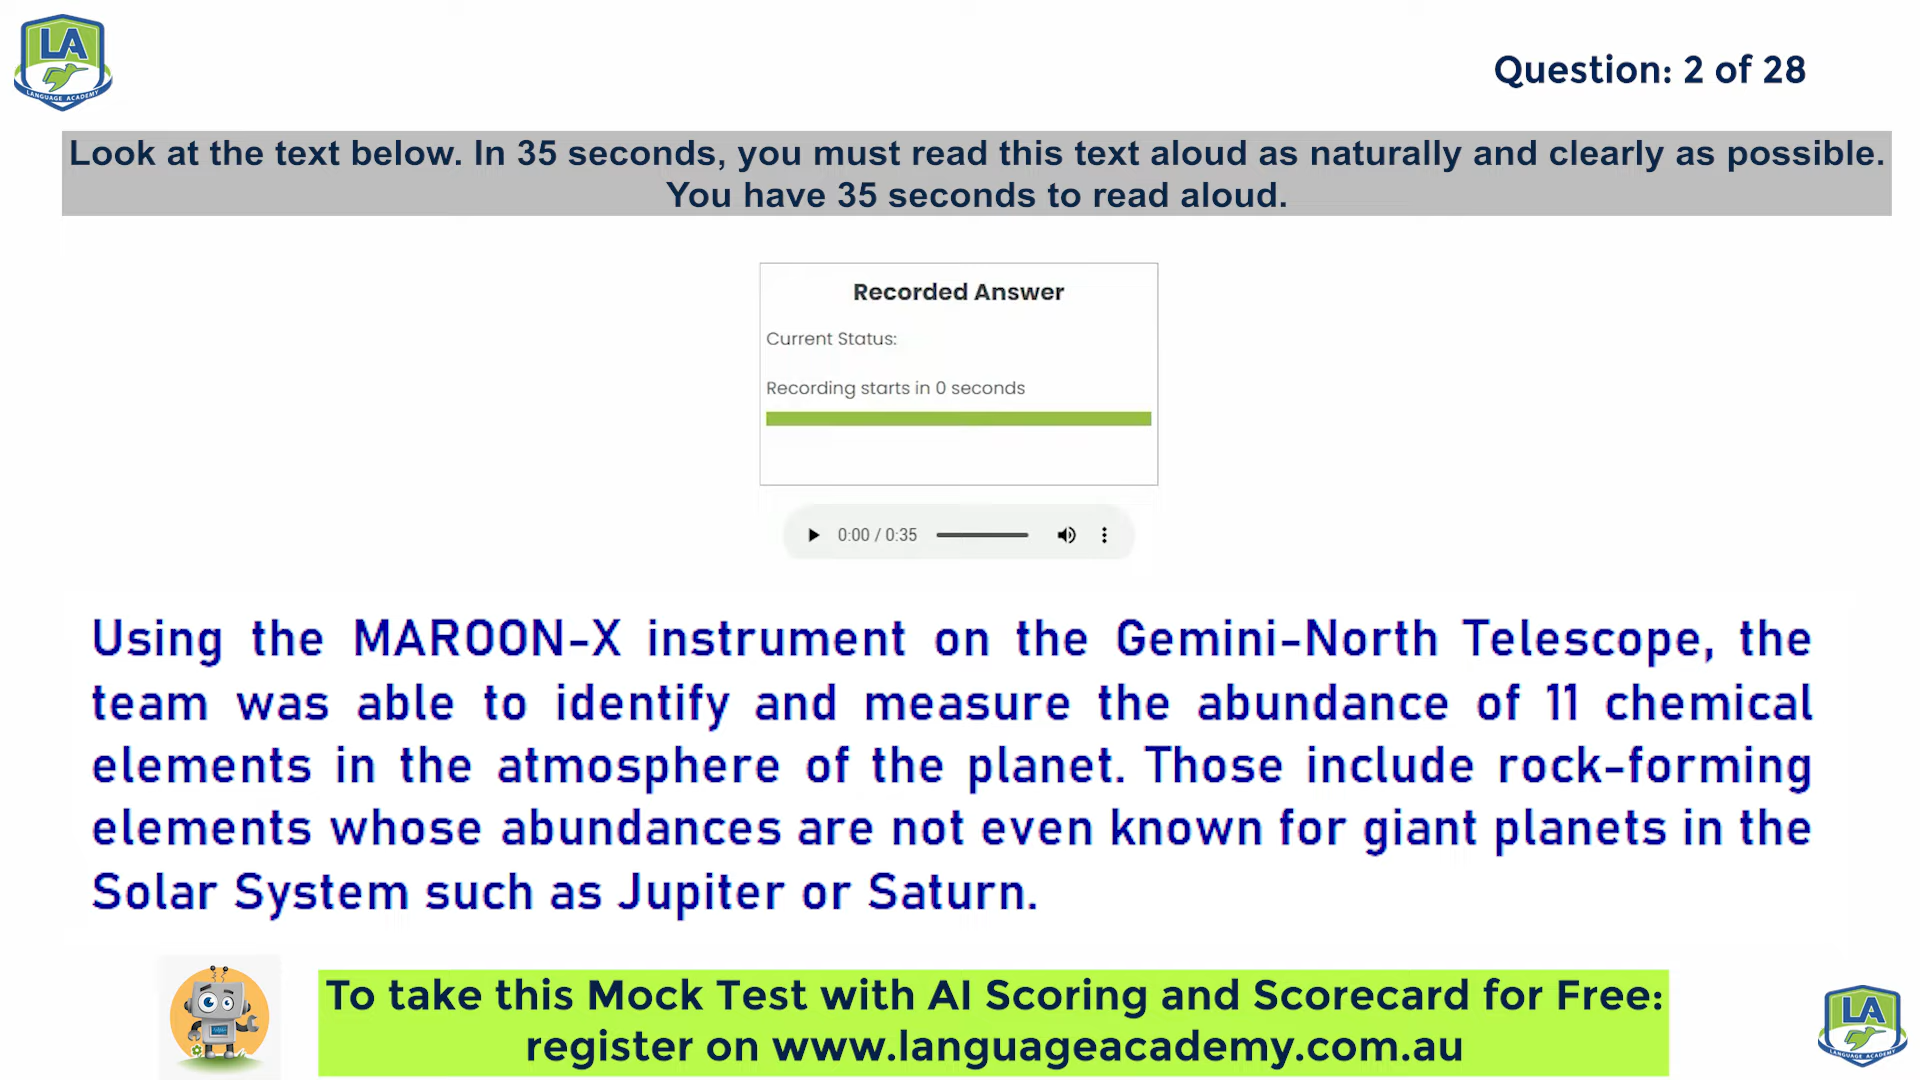 LA
LANGUAGE ACADEMY
Question: 2 of 28
Look at the text below. In 35 seconds, you must read this text aloud as naturally and clearly as possible.
You have 35 seconds to read aloud.
Recorded Answer
Current Status:
Recording starts in 0 seconds
0:00 / 0:35
Using the MAROON-X instrument on the Gemini-North Telescope, the
team was able to identify and measure the abundance of 11 chemical
elements in the atmosphere of the planet. Those include rock-forming
elements whose abundances are not even known for giant planets in the
Solar System such as Jupiter or Saturn.
To take this Mock Test with AI Scoring and Scorecard for Free:
register on www.languageacademy.com.au
LA
LANGUAGE ACADEMY